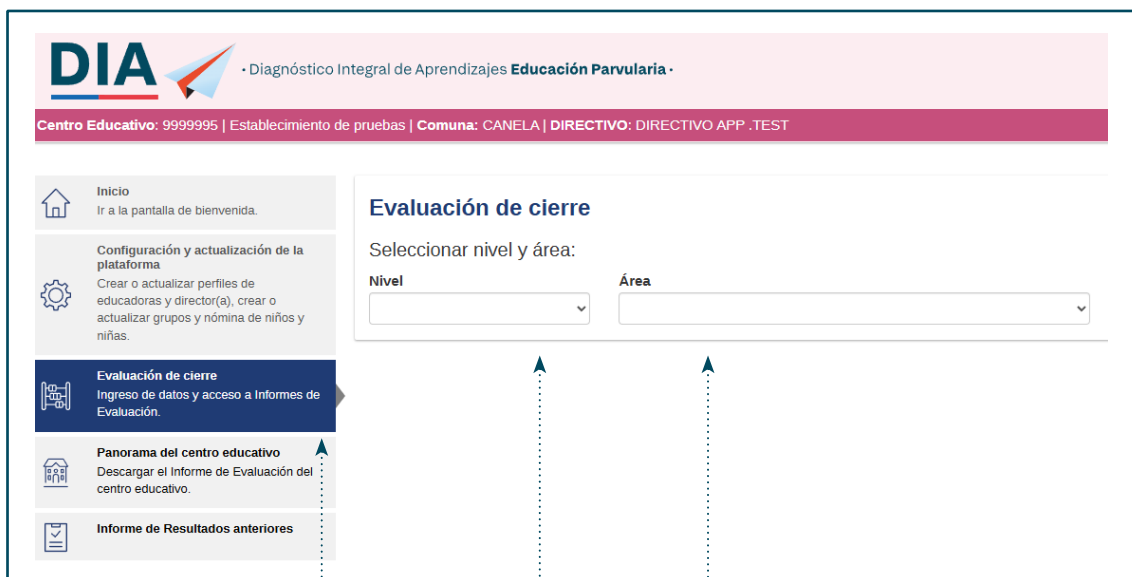 DIA
• Diagnóstico Integral de Aprendizajes Educación Parvularia •
Centro Educativo: 9999995 | Establecimiento de pruebas | Comuna: CANELA | DIRECTIVO: DIRECTIVO APP .TEST
Inicio
Ir a la pantalla de bienvenida.
Configuración y actualización de la
plataforma
Crear o actualizar perfiles de
educadoras y director(a), crear o
actualizar grupos y nómina de niños y
niñas.
Evaluación de cierre
Ingreso de datos y acceso a Informes de
Evaluación.
Panorama del centro educativo
Descargar el Informe de Evaluación del
centro educativo.
Informe de Resultados anteriores
Evaluación de cierre
Seleccionar nivel y área:
Nivel
Área